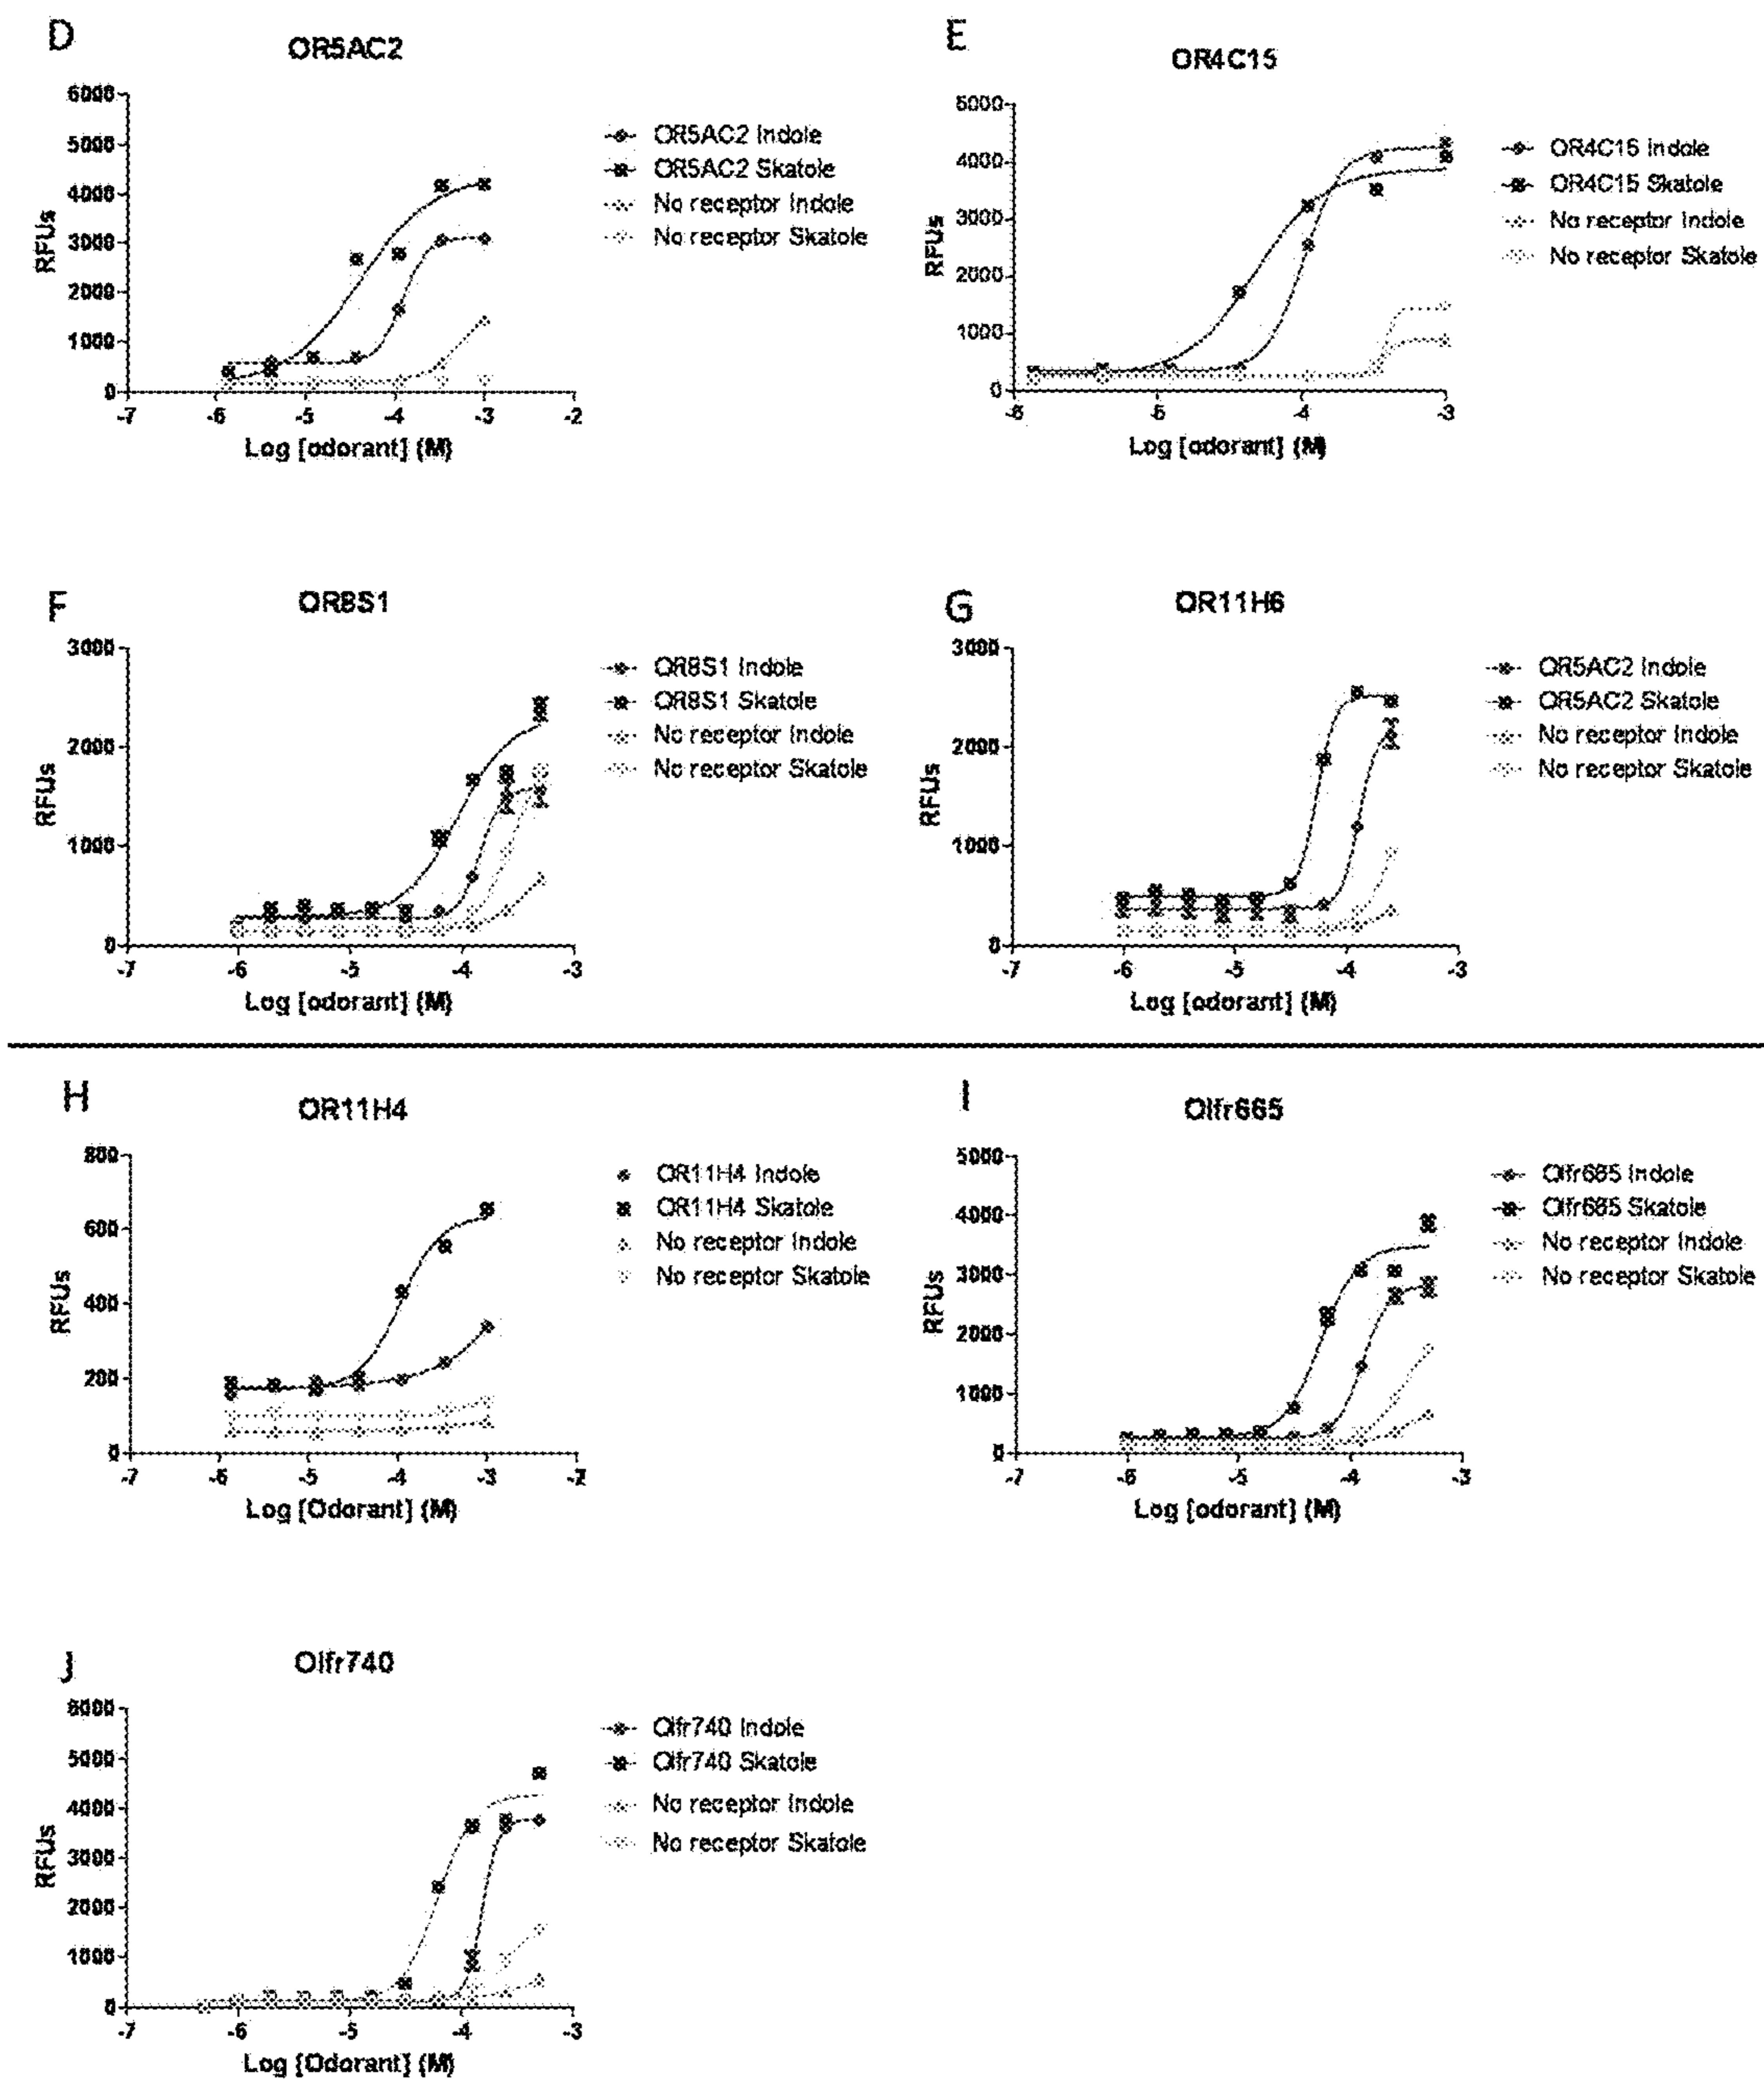 D
OR5AC2
6000
5000
4000
3000
2000
1000
0
RFUs
-7 -6 -5 -4 -3 -2
Log [odorant] (M)
OR5AC2 Indole
OR5AC2 Skatole
No receptor Indole
No receptor Skatole
E
OR4C15
5000
4000
3000
2000
1000
0
RFUs
-6 -5 -4 -3
Log [odorant] (M)
OR4C15 Indole
OR4C15 Skatole
No receptor Indole
No receptor Skatole
F
OR8S1
3000
2000
1000
0
RFUs
-7 -6 -5 -4 -3
Log [odorant] (M)
OR8S1 Indole
OR8S1 Skatole
No receptor Indole
No receptor Skatole
G
OR11H6
3000
2000
1000
0
RFUs
-7 -6 -5 -4 -3
Log [odorant] (M)
OR5AC2 Indole
OR5AC2 Skatole
No receptor Indole
No receptor Skatole
H
OR11H4
800
600
400
200
0
RFUs
-7 -6 -5 -4 -3 -2
Log [Odorant] (M)
OR11H4 Indole
OR11H4 Skatole
No receptor Indole
No receptor Skatole
I
Olfr665
5000
4000
3000
2000
1000
0
RFUs
-7 -6 -5 -4 -3
Log [odorant] (M)
Olfr665 Indole
Olfr665 Skatole
No receptor Indole
No receptor Skatole
J
Olfr740
6000
5000
4000
3000
2000
1000
0
RFUs
-7 -6 -5 -4 -3
Log [Odorant] (M)
Olfr740 Indole
Olfr740 Skatole
No receptor Indole
No receptor Skatole